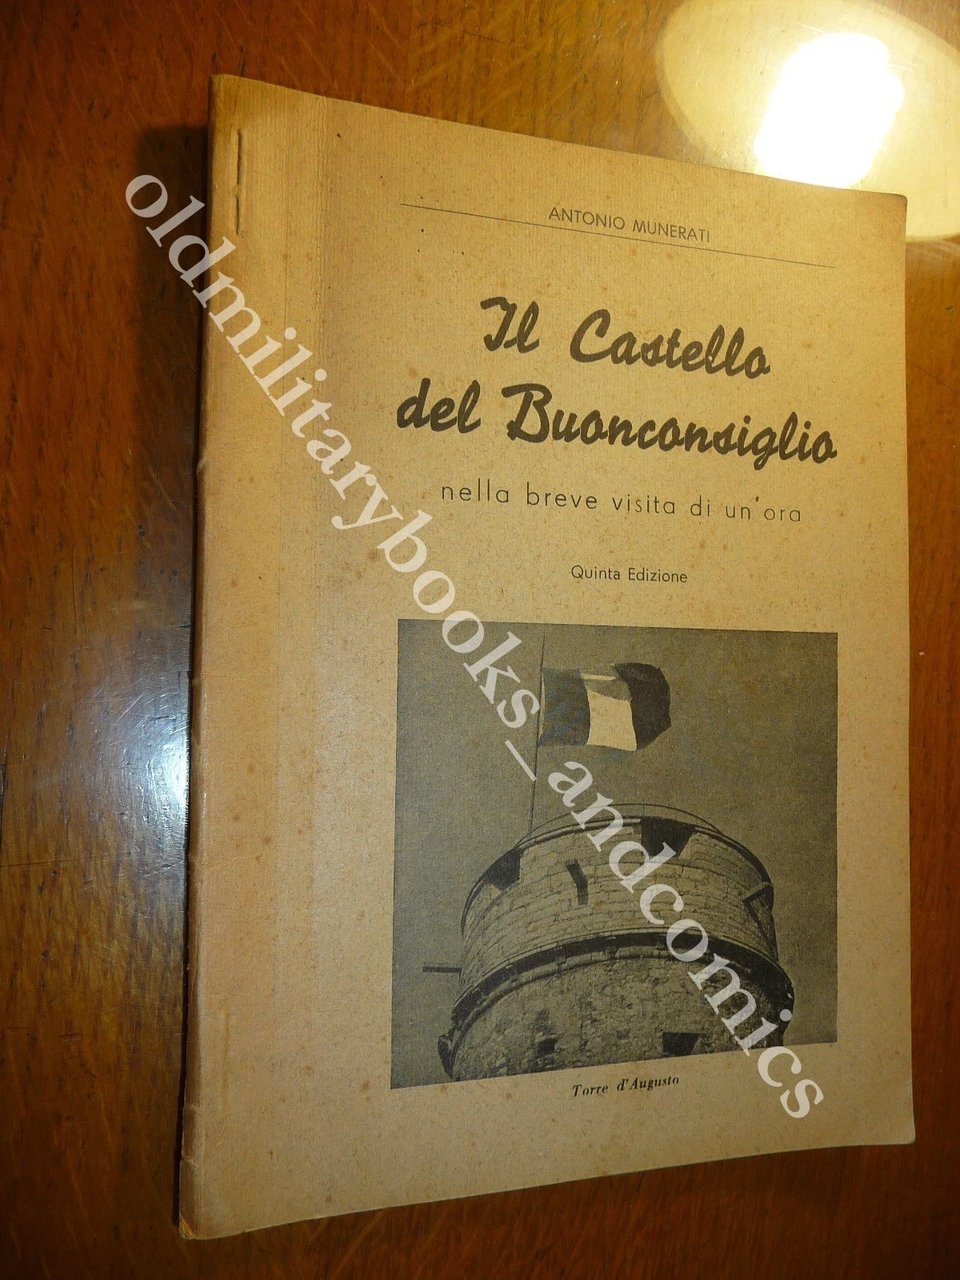 ANTONIO MUNERATI
Il Castello
del Buonconsiglio
nella breve visita di un'ora
Quinta Edizione
Torre d'Augusto
oldmilitarybooks_andcomics